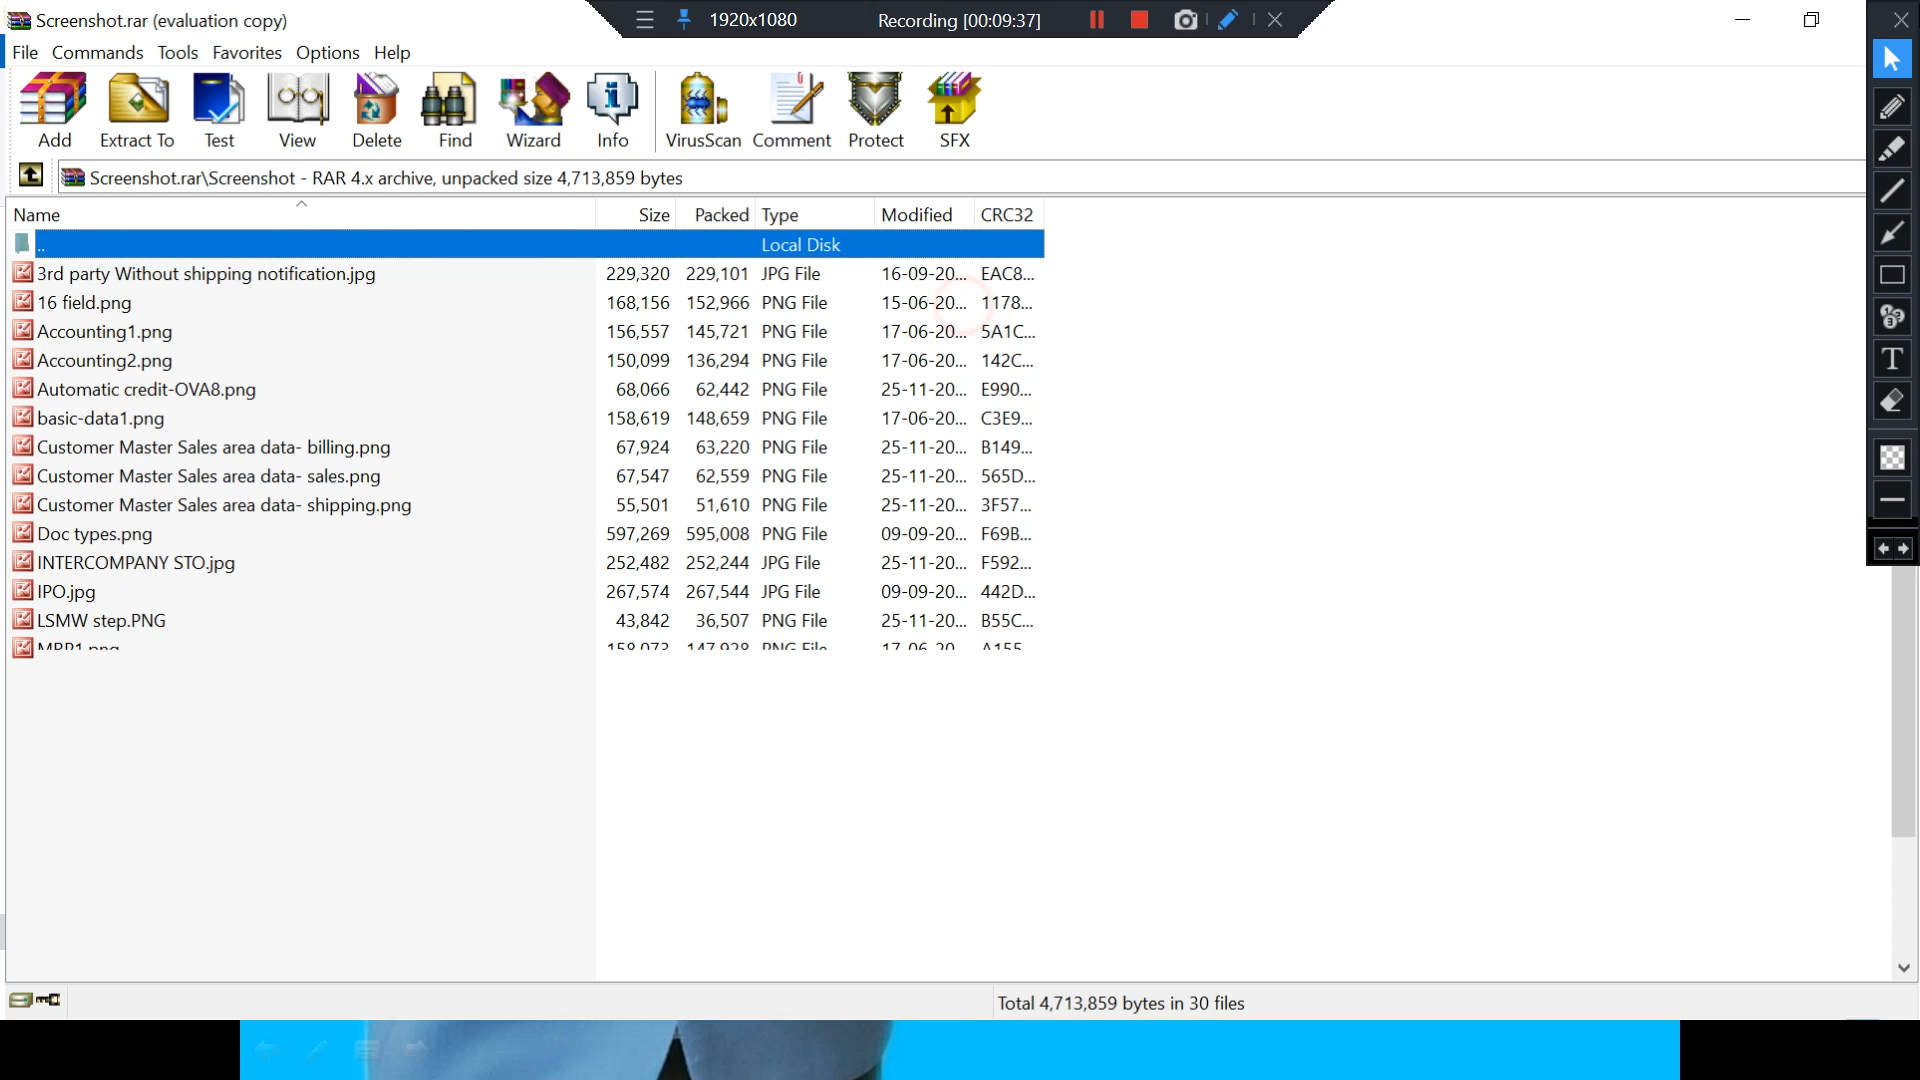 Screenshot.rar (evaluation copy)
1920x1080 Recording [00:09:37]
File Commands Tools Favorites Options Help
Add Extract To Test View Delete Find Wizard Info VirusScan Comment Protect SFX
Screenshot.rar\Screenshot - RAR 4.x archive, unpacked size 4,713,859 bytes
Name Size Packed Type Modified CRC32
.. Local Disk
3rd party Without shipping notification.jpg 229,320 229,101 JPG File 16-09-20... EAC8...
16 field.png 168,156 152,966 PNG File 15-06-20... 1178...
Accounting1.png 156,557 145,721 PNG File 17-06-20... 5A1C...
Accounting2.png 150,099 136,294 PNG File 17-06-20... 142C...
Automatic credit-OVA8.png 68,066 62,442 PNG File 25-11-20... E990...
basic-data1.png 158,619 148,659 PNG File 17-06-20... C3E9...
Customer Master Sales area data- billing.png 67,924 63,220 PNG File 25-11-20... B149...
Customer Master Sales area data- sales.png 67,547 62,559 PNG File 25-11-20... 565D...
Customer Master Sales area data- shipping.png 55,501 51,610 PNG File 25-11-20... 3F57...
Doc types.png 597,269 595,008 PNG File 09-09-20... F69B...
INTERCOMPANY STO.jpg 252,482 252,244 JPG File 25-11-20... F592...
IPO.jpg 267,574 267,544 JPG File 09-09-20... 442D...
LSMW step.PNG 43,842 36,507 PNG File 25-11-20... B55C...
MRP1.png 158,073 147,928 PNG File 17-06-20... A155...
Total 4,713,859 bytes in 30 files